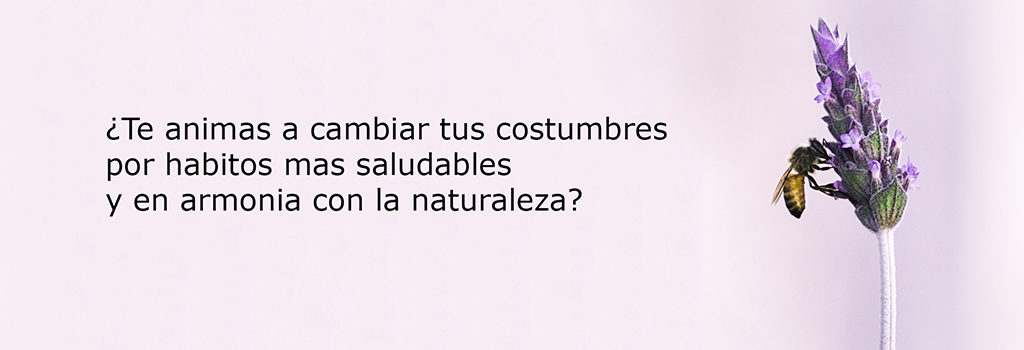 ¿Te animas a cambiar tus costumbres
por habitos mas saludables
y en armonia con la naturaleza?